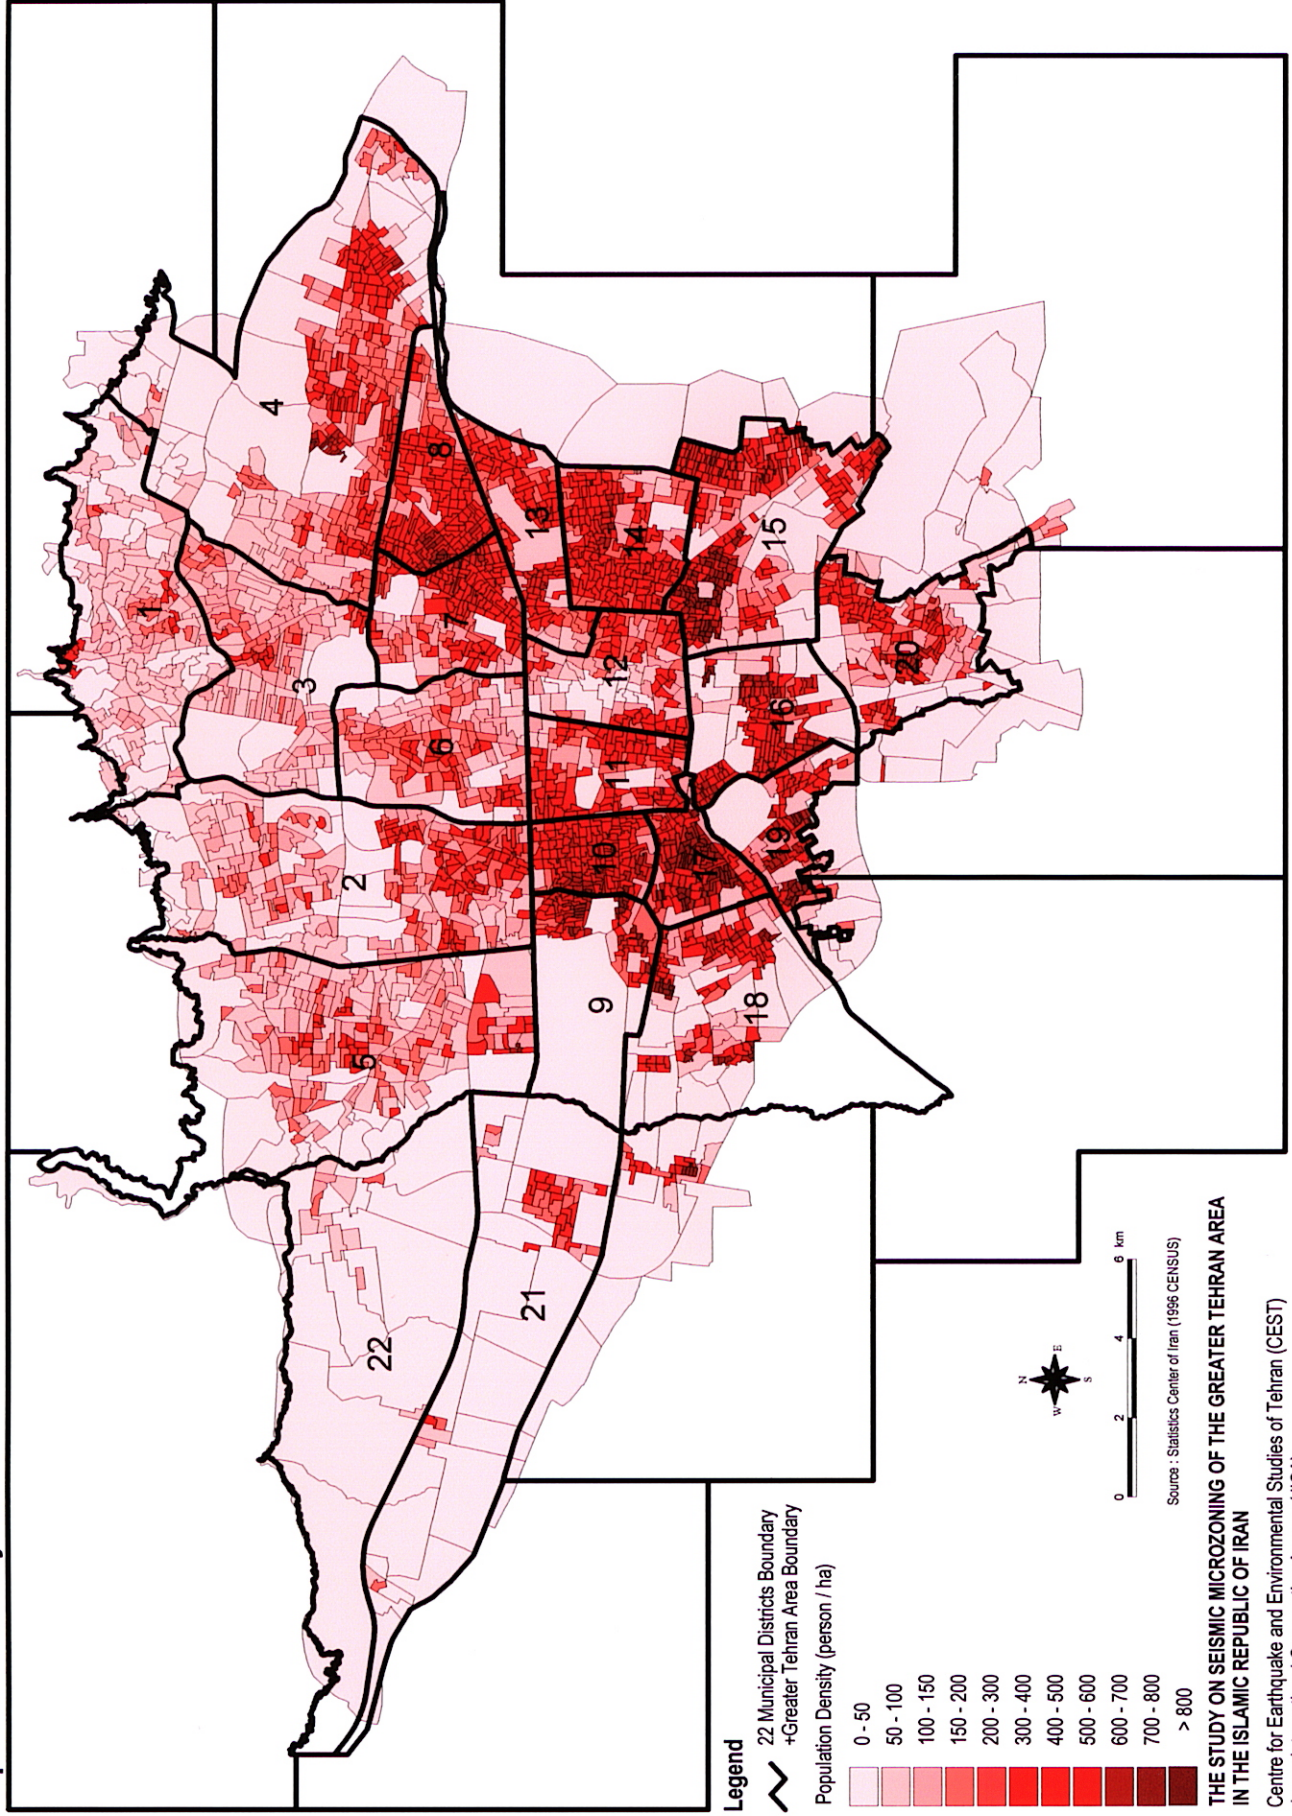 1
2
3
4
5
6
7
8
9
10
11
12
13
14
15
16
17
18
19
20
21
22
Legend
22 Municipal Districts Boundary
+Greater Tehran Area Boundary
Population Density (person / ha)
0 - 50
50 - 100
100 - 150
150 - 200
200 - 300
300 - 400
400 - 500
500 - 600
600 - 700
700 - 800
> 800
N
W E
S
0 2 4 6 km
Source : Statistics Center of Iran (1996 CENSUS)
THE STUDY ON SEISMIC MICROZONING OF THE GREATER TEHRAN AREA
IN THE ISLAMIC REPUBLIC OF IRAN
Centre for Earthquake and Environmental Studies of Tehran (CEST)